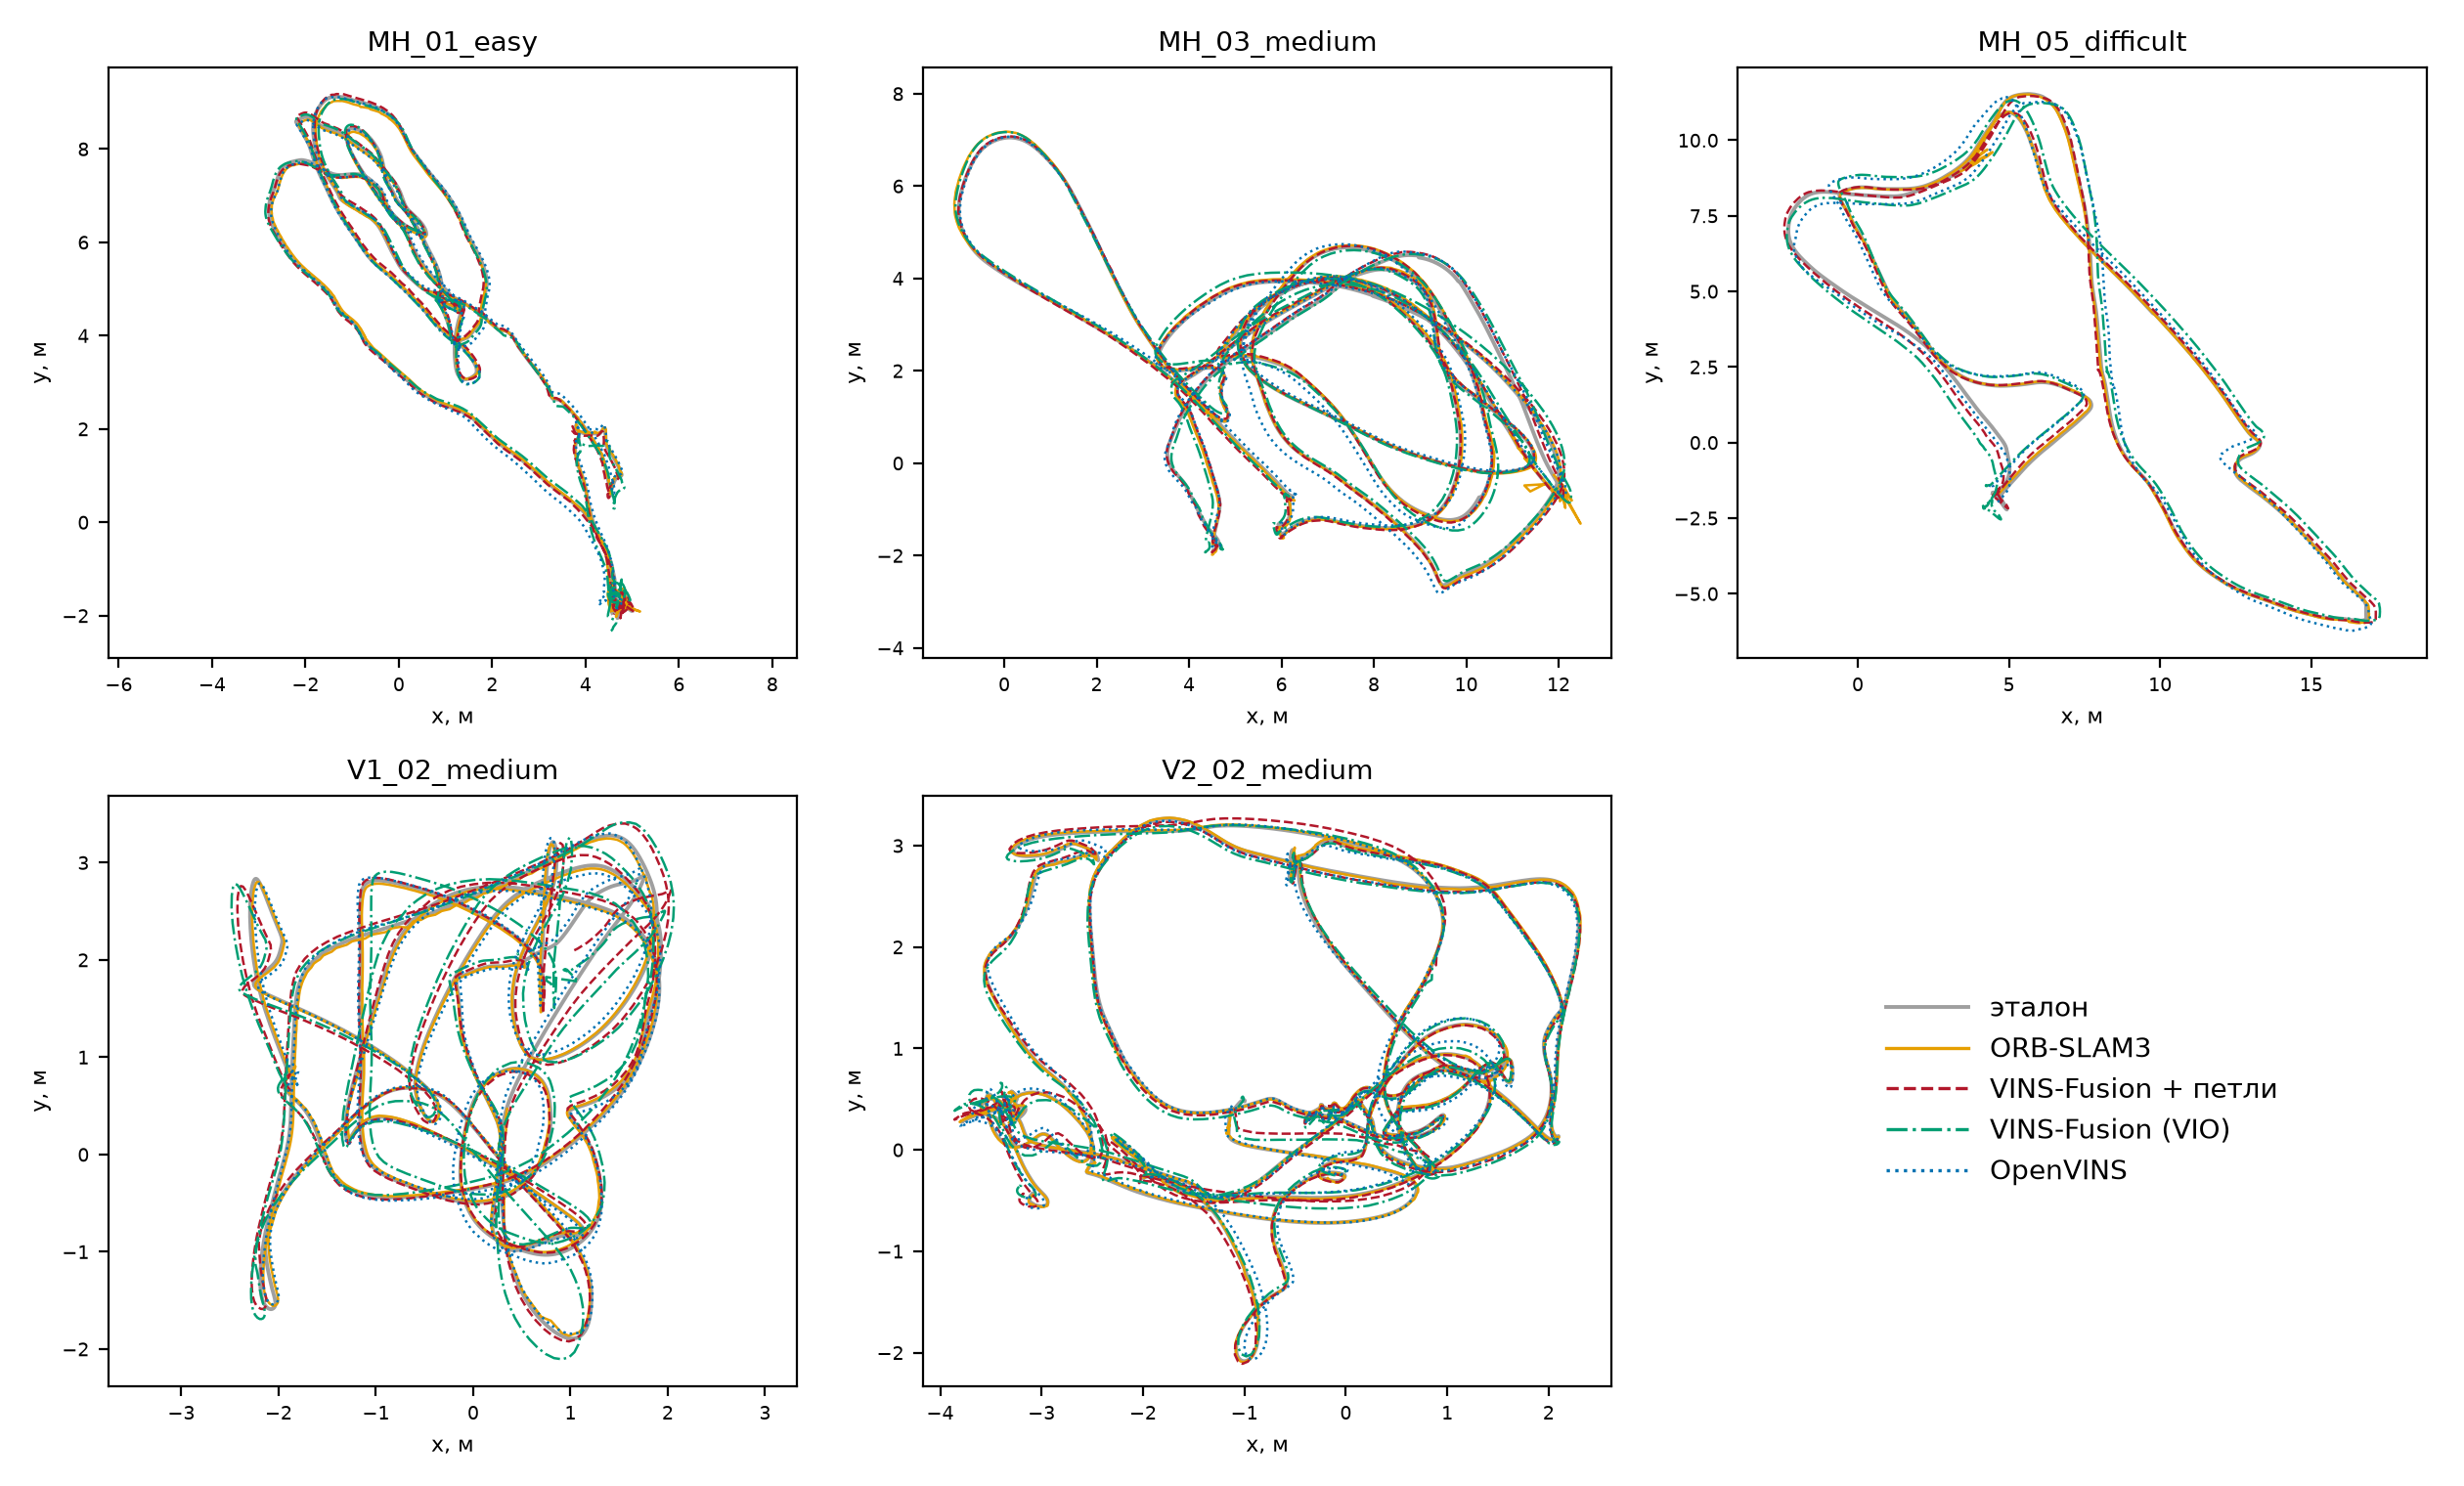 MH_01_easy
y, м
8
6
4
2
0
−2
−6 −4 −2 0 2 4 6 8
x, м
MH_03_medium
y, м
8
6
4
2
0
−2
−4
0 2 4 6 8 10 12
x, м
MH_05_difficult
y, м
10.0
7.5
5.0
2.5
0.0
−2.5
−5.0
0 5 10 15
x, м
V1_02_medium
y, м
3
2
1
0
−1
−2
−3 −2 −1 0 1 2 3
x, м
V2_02_medium
y, м
3
2
1
0
−1
−2
−4 −3 −2 −1 0 1 2
x, м
эталон
ORB-SLAM3
VINS-Fusion + петли
VINS-Fusion (VIO)
OpenVINS